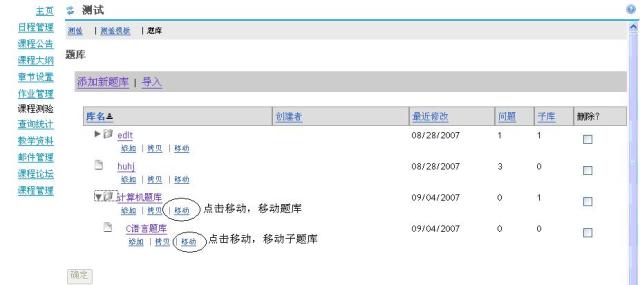 主页
日程管理
课程公告
课程大纲
章节设置
作业管理
课程测验
查询统计
教学资料
邮件管理
课程论坛
课程管理
测试
测验 | 测验模板 | 题库
题库
添加新题库 | 导入
库名 创建者 最近修改 问题 子库 删除?
edit 08/28/2007 1 1
添加 | 拷贝 | 移动
huhj 08/28/2007 3 0
添加 | 拷贝 | 移动
计算机题库 09/04/2007 0 1
添加 | 拷贝 | 移动 点击移动，移动题库
C语言题库 09/04/2007 0 0
添加 | 拷贝 | 移动 点击移动，移动子题库
确定